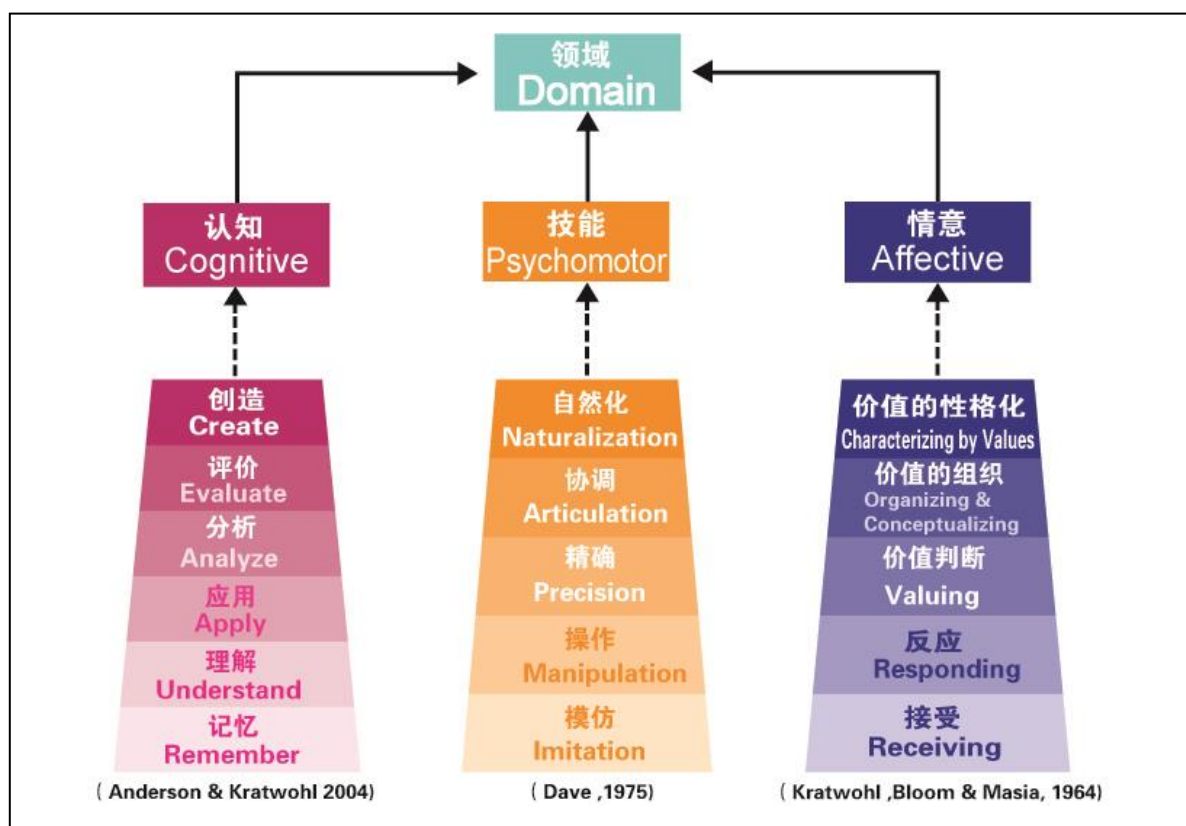 领域
Domain
认知
Cognitive
技能
Psychomotor
情意
Affective
创造
Create
评价
Evaluate
分析
Analyze
应用
Apply
理解
Understand
记忆
Remember
( Anderson & Kratwohl 2004)
自然化
Naturalization
协调
Articulation
精确
Precision
操作
Manipulation
模仿
Imitation
( Dave ,1975)
价值的性格化
Characterizing by Values
价值的组织
Organizing &
Conceptualizing
价值判断
Valuing
反应
Responding
接受
Receiving
(Kratwohl ,Bloom & Masia, 1964)